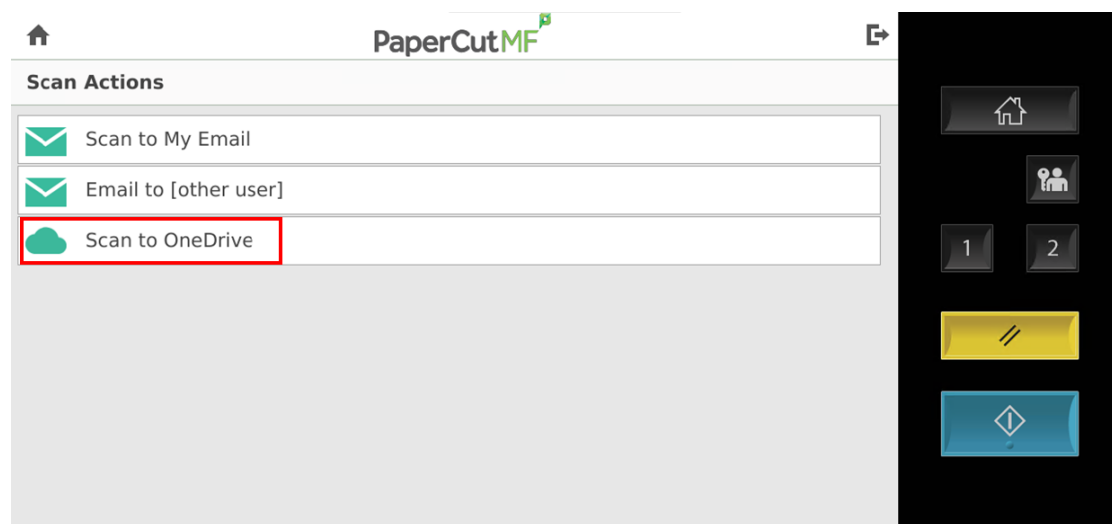 PaperCutMF
Scan Actions
Scan to My Email
Email to [other user]
Scan to OneDrive
1
2